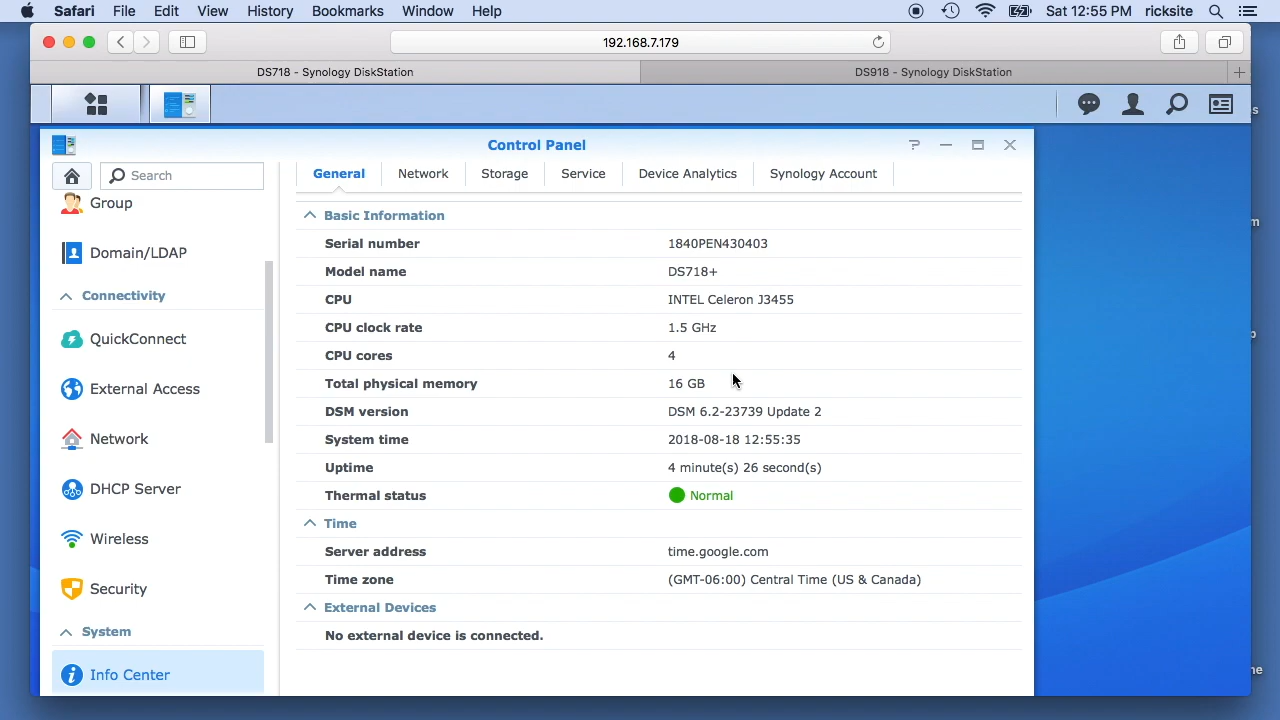 Safari File Edit View History Bookmarks Window Help Sat 12:55 PM ricksite
192.168.7.179
DS718 - Synology DiskStation DS918 - Synology DiskStation
Control Panel
Search
General Network Storage Service Device Analytics Synology Account
Group
Domain/LDAP
Connectivity
QuickConnect
External Access
Network
DHCP Server
Wireless
Security
System
Info Center
Basic Information
Serial number 1840PEN430403
Model name DS718+
CPU INTEL Celeron J3455
CPU clock rate 1.5 GHz
CPU cores 4
Total physical memory 16 GB
DSM version DSM 6.2-23739 Update 2
System time 2018-08-18 12:55:35
Uptime 4 minute(s) 26 second(s)
Thermal status Normal
Time
Server address time.google.com
Time zone (GMT-06:00) Central Time (US & Canada)
External Devices
No external device is connected.